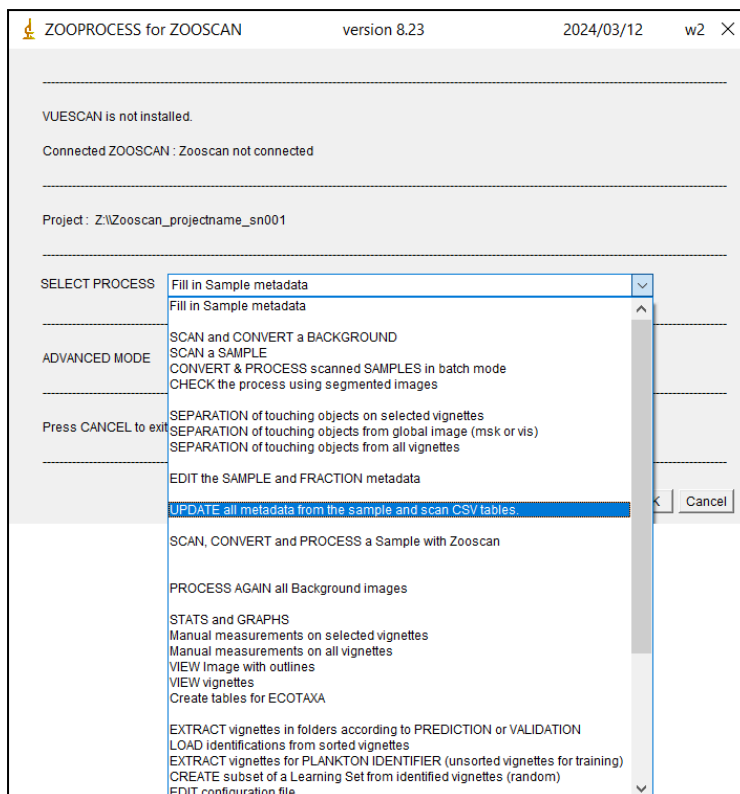 ZOOPROCESS for ZOOSCAN version 8.23 2024/03/12 w2
VUESCAN is not installed.
Connected ZOOSCAN : Zooscan not connected
Project : Z:\\Zooscan_projectname_sn001
SELECT PROCESS Fill in Sample metadata
Fill in Sample metadata
SCAN and CONVERT a BACKGROUND
SCAN a SAMPLE
ADVANCED MODE
CONVERT & PROCESS scanned SAMPLES in batch mode
CHECK the process using segmented images
SEPARATION of touching objects on selected vignettes
Press CANCEL to exit
SEPARATION of touching objects from global image (msk or vis)
SEPARATION of touching objects from all vignettes
EDIT the SAMPLE and FRACTION metadata
UPDATE all metadata from the sample and scan CSV tables.
K Cancel
SCAN, CONVERT and PROCESS a Sample with Zooscan
PROCESS AGAIN all Background images
STATS and GRAPHS
Manual measurements on selected vignettes
Manual measurements on all vignettes
VIEW Image with outlines
VIEW vignettes
Create tables for ECOTAXA
EXTRACT vignettes in folders according to PREDICTION or VALIDATION
LOAD identifications from sorted vignettes
EXTRACT vignettes for PLANKTON IDENTIFIER (unsorted vignettes for training)
CREATE subset of a Learning Set from identified vignettes (random)
EDIT configuration file